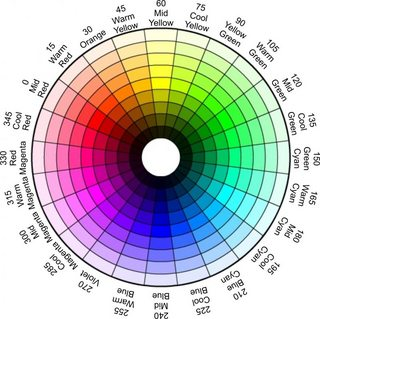 60
Mid
Yellow
75
Cool
Yellow
90
Yellow
Green
105
Warm
Green
120
Mid
Green
135
Cool
Green
150
Green
Cyan
165
Warm
Cyan
180
Mid
Cyan
195
Cool
Cyan
210
Blue
Cyan
225
Cool
Blue
240
Mid
Blue
255
Warm
Blue
270
Violet
285
Cool
Magenta
300
Mid
Magenta
315
Warm
Magenta
330
Red
Magenta
345
Cool
Red
0
Mid
Red
15
Warm
Red
30
Orange
45
Warm
Yellow